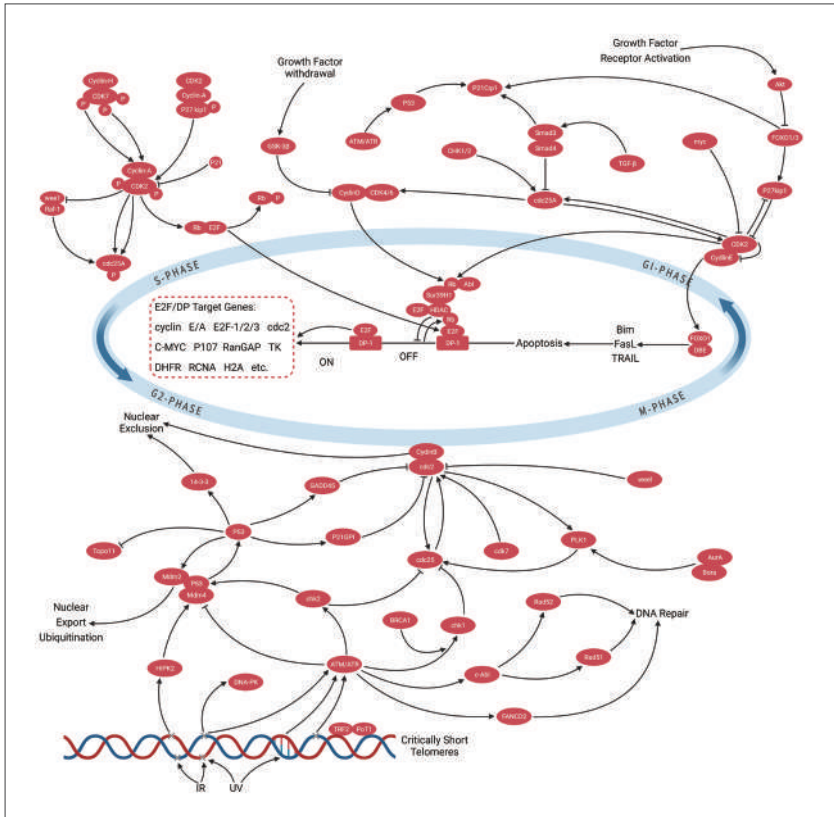 Growth Factor
withdrawal
Growth Factor
Receptor Activation
CyclinH
CDK7
P
P
P
CDK2
Cyclin-A
P27 kip1
P
P21Cip1
Akt
P53
ATM/ATR
Smad3
Smad4
TGF-β
FOXO1/3
GSK-3β
CHK1/2
myc
P21
Cyclin-A
P
CDK2
P
wee1
Raf-1
P27kip1
CyclinD
CDK4/6
cdc25A
Rb
P
Rb
E2F
CDK2
CyclinE
cdc25A
P
S-PHASE
G1-PHASE
Rb
Abl
Suv39H1
E2F
HDAC
Rb
E2F
DP-1
E2F
DP-1
E2F/DP Target Genes:
cyclin E/A E2F-1/2/3 cdc2
C-MYC P107 RanGAP TK
DHFR RCNA H2A etc.
ON
OFF
Apoptosis
Bim
FasL
TRAIL
FOXO1
DBE
G2-PHASE
M-PHASE
Nuclear
Exclusion
CyclinB
cdc2
14-3-3
GADD45
wee1
P53
P21CIP1
Topo11
cdc25
cdk7
PLK1
AurA
Bora
Mdm2
P53
Mdm4
Nuclear
Export
Ubiquitination
chk2
BRCA1
chk1
Rad52
DNA Repair
HIPK2
DNA-PK
ATM/ATR
c-Abl
Rad51
FANCD2
TRF2
PoT1
Critically Short
Telomeres
IR
UV